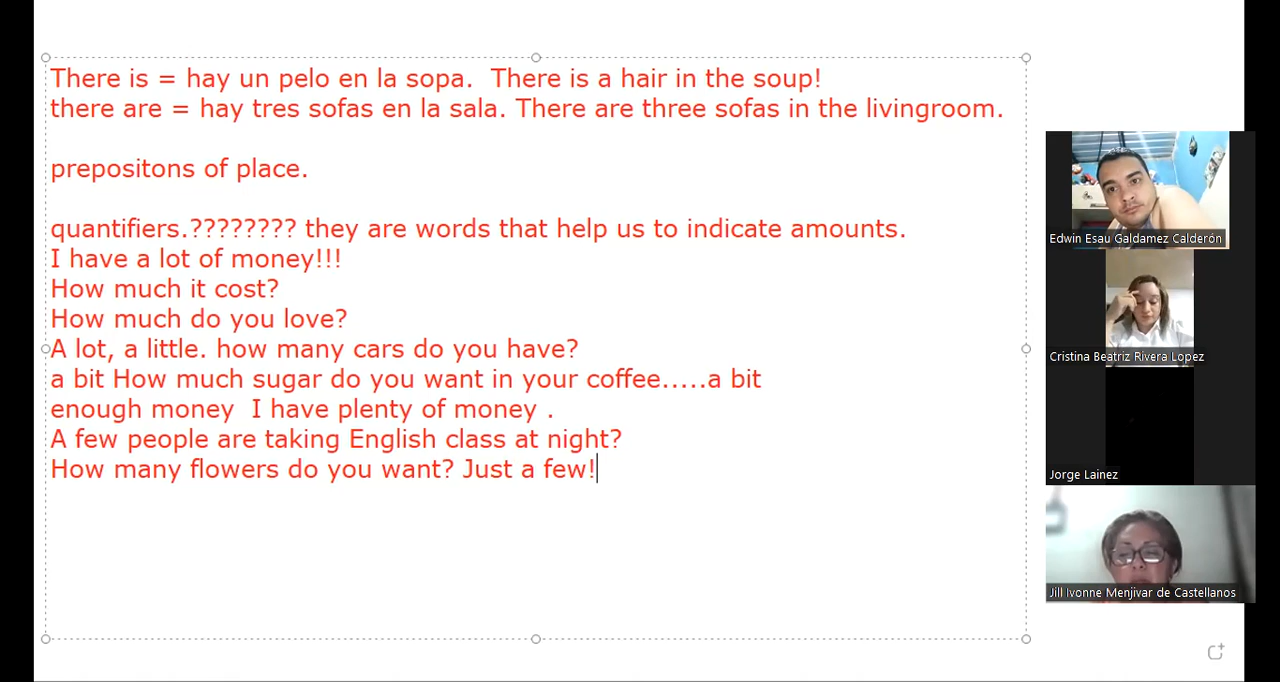 There is = hay un pelo en la sopa.  There is a hair in the soup!
there are = hay tres sofas en la sala. There are three sofas in the livingroom.
prepositons of place.
quantifiers.???????? they are words that help us to indicate amounts.
I have a lot of money!!!
How much it cost?
How much do you love?
A lot, a little. how many cars do you have?
a bit How much sugar do you want in your coffee.....a bit
enough money  I have plenty of money .
A few people are taking English class at night?
How many flowers do you want? Just a few!
Edwin Esau Galdamez Calderón
Cristina Beatriz Rivera Lopez
Jorge Lainez
Jill Ivonne Menjivar de Castellanos